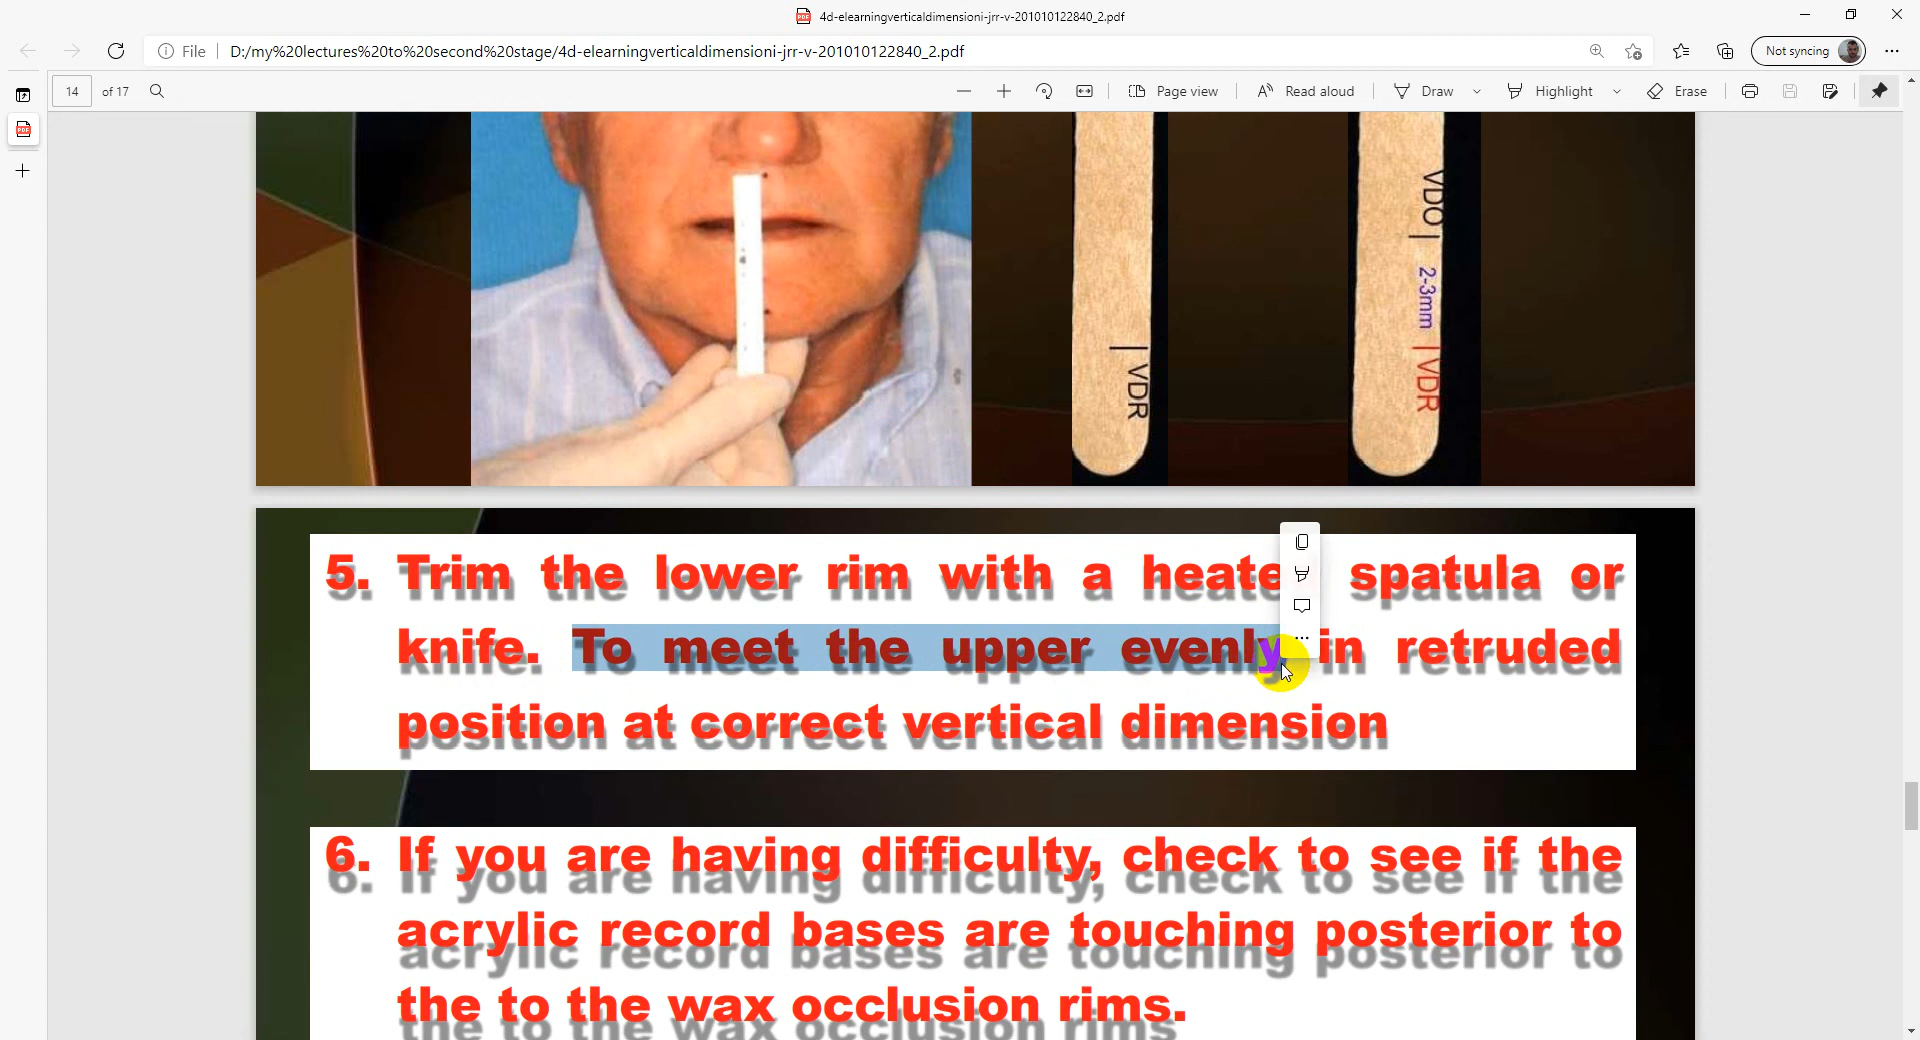 4d-elearningverticaldimensioni-jrr-v-201010122840_2.pdf
File
D:/my%20lectures%20to%20second%20stage/4d-elearningverticaldimensioni-jrr-v-201010122840_2.pdf
Not syncing
14 of 17
Page view
Read aloud
Draw
Highlight
Erase
VDR
VDO
2-3mm
VDR
5. Trim the lower rim with a heate spatula or
knife. To meet the upper evenly in retruded
position at correct vertical dimension
6. If you are having difficulty, check to see if the
acrylic record bases are touching posterior to
the to the wax occlusion rims.